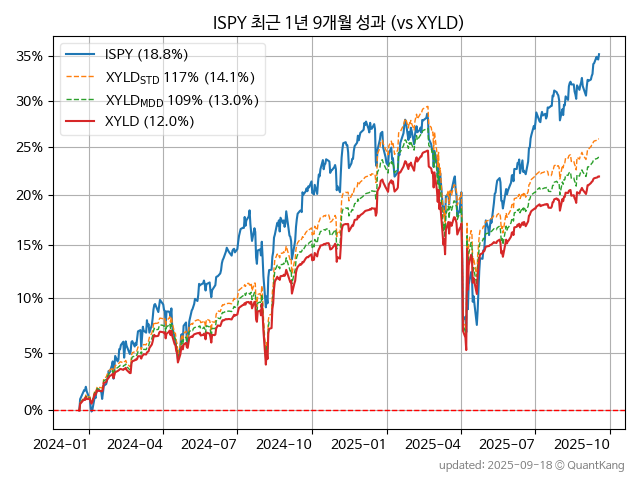 ISPY 최근 1년 9개월 성과 (vs XYLD)
ISPY (18.8%)
XYLD_STD 117% (14.1%)
XYLD_MDD 109% (13.0%)
XYLD (12.0%)
35%
30%
25%
20%
15%
10%
5%
0%
2024-01 2024-04 2024-07 2024-10 2025-01 2025-04 2025-07 2025-10
updated: 2025-09-18 © QuantKang